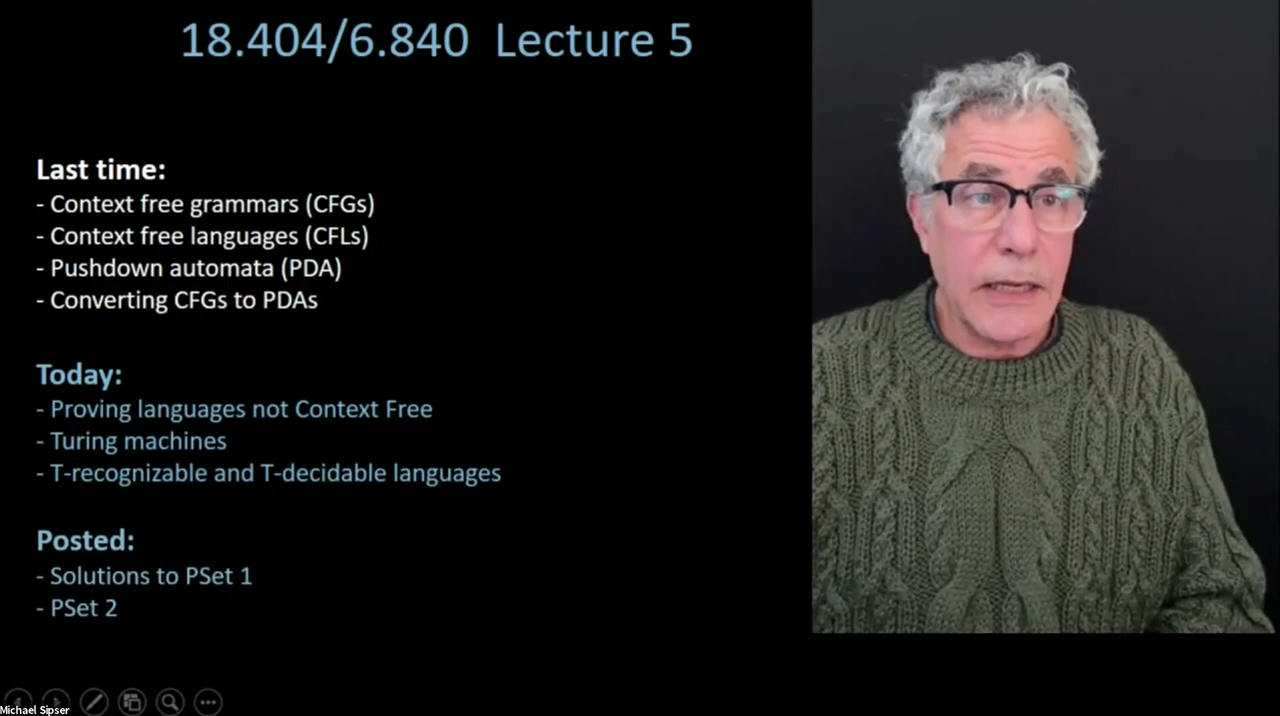 18.404/6.840 Lecture 5
Last time:
- Context free grammars (CFGs)
- Context free languages (CFLs)
- Pushdown automata (PDA)
- Converting CFGs to PDAs
Today:
- Proving languages not Context Free
- Turing machines
- T-recognizable and T-decidable languages
Posted:
- Solutions to PSet 1
- PSet 2
Michael Sipser